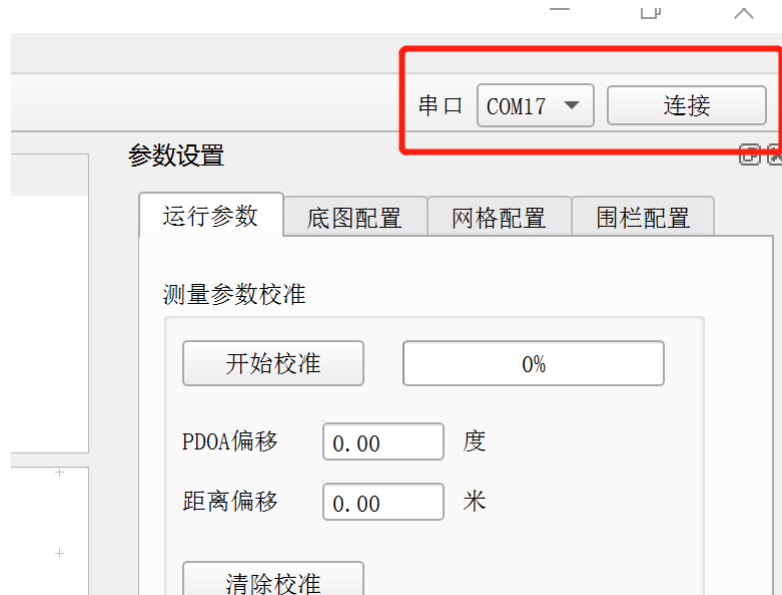 串口 COM17 连接
参数设置
运行参数 底图配置 网格配置 围栏配置
测量参数校准
开始校准 0%
PDOA偏移 0.00 度
距离偏移 0.00 米
清除校准